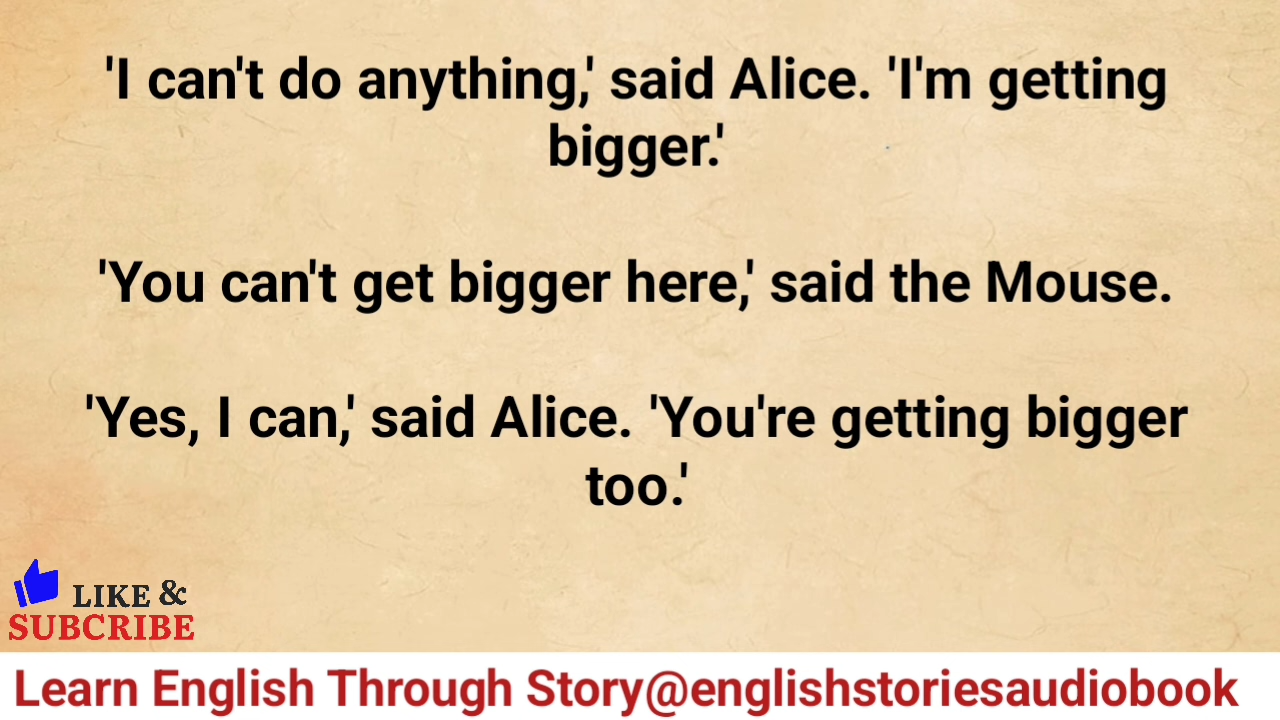 'I can't do anything,' said Alice. 'I'm getting
bigger.'
'You can't get bigger here,' said the Mouse.
'Yes, I can,' said Alice. 'You're getting bigger
too.'
LIKE &
SUBCRIBE
Learn English Through Story@englishstoriesaudiobook